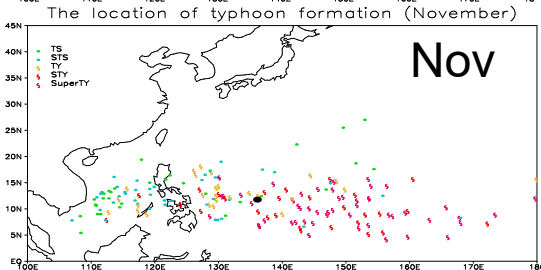 The location of typhoon formation (November)
45N
Nov
TS
STS
TY
STY
SuperTY
40N
35N
30N
25N
20N
15N
10N
5N
EQ
100E 110E 120E 130E 140E 150E 160E 170E